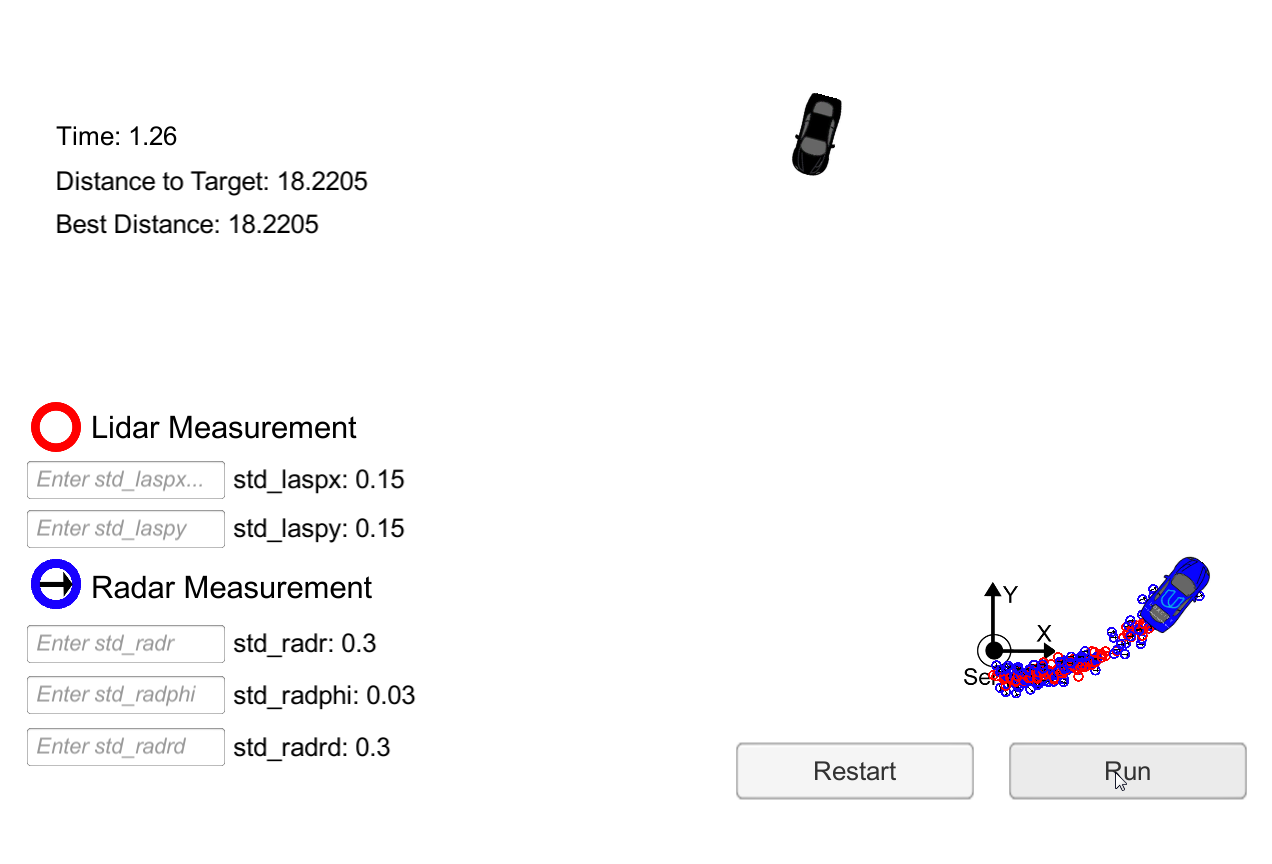 Time: 1.26
Distance to Target: 18.2205
Best Distance: 18.2205
Lidar Measurement
Enter std_laspx... std_laspx: 0.15
Enter std_laspy std_laspy: 0.15
Radar Measurement
Enter std_radr std_radr: 0.3
Enter std_radphi std_radphi: 0.03
Enter std_radrd std_radrd: 0.3
Y
X
Restart
Run